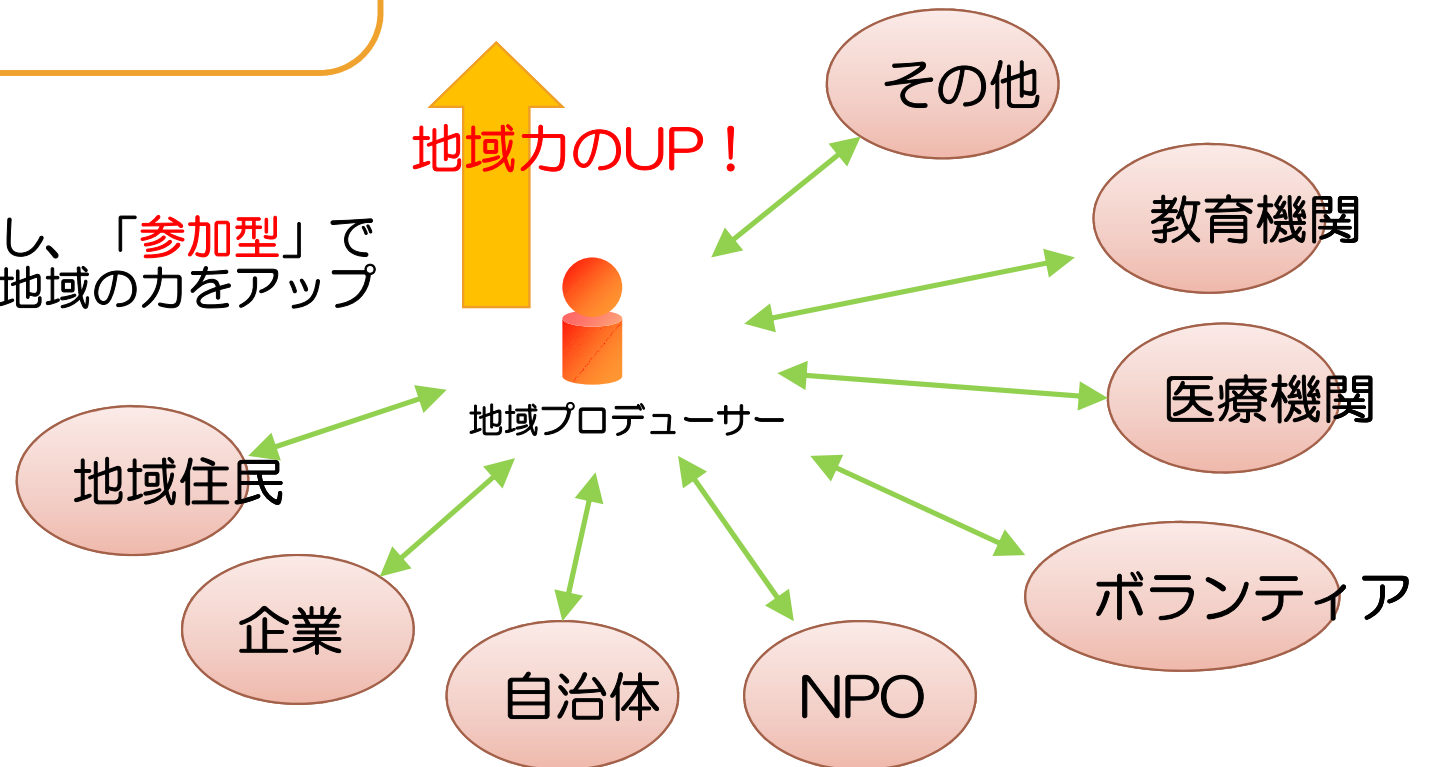 その他
地域力のUP！
教育機関
し、「参加型」で
地域の力をアップ
医療機関
地域プロデューサー
地域住民
ボランティア
企業
自治体
NPO